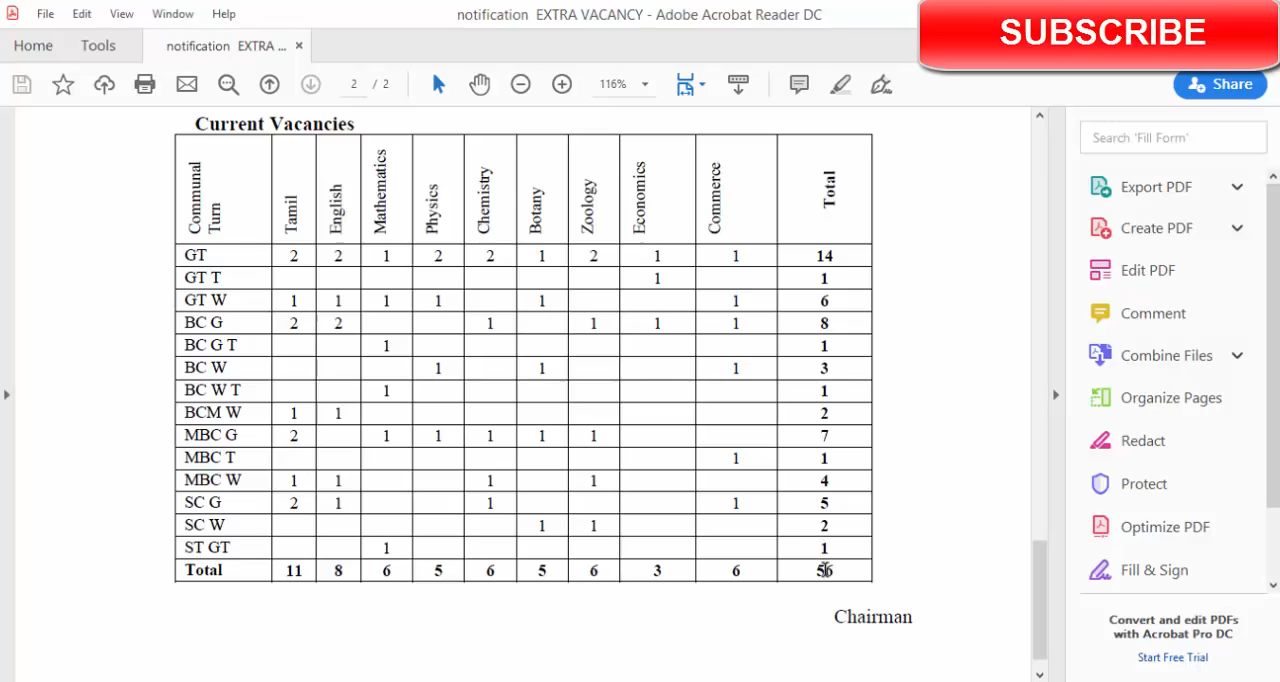 File Edit View Window Help
notification EXTRA VACANCY - Adobe Acrobat Reader DC
SUBSCRIBE
Home Tools notification EXTRA ... ×
2 / 2 116% Share
Current Vacancies
Communal Turn Tamil English Mathematics Physics Chemistry Botany Zoology Economics Commerce Total
GT 2 2 1 2 2 1 2 1 1 14
GT T 1 1
GT W 1 1 1 1 1 1 6
BC G 2 2 1 1 1 1 8
BC G T 1 1
BC W 1 1 1 3
BC W T 1 1
BCM W 1 1 2
MBC G 2 1 1 1 1 1 7
MBC T 1 1
MBC W 1 1 1 1 4
SC G 2 1 1 1 5
SC W 1 1 2
ST GT 1 1
Total 11 8 6 5 6 5 6 3 6 56
Chairman
Search 'Fill Form'
Export PDF
Create PDF
Edit PDF
Comment
Combine Files
Organize Pages
Redact
Protect
Optimize PDF
Fill & Sign
Convert and edit PDFs
with Acrobat Pro DC
Start Free Trial